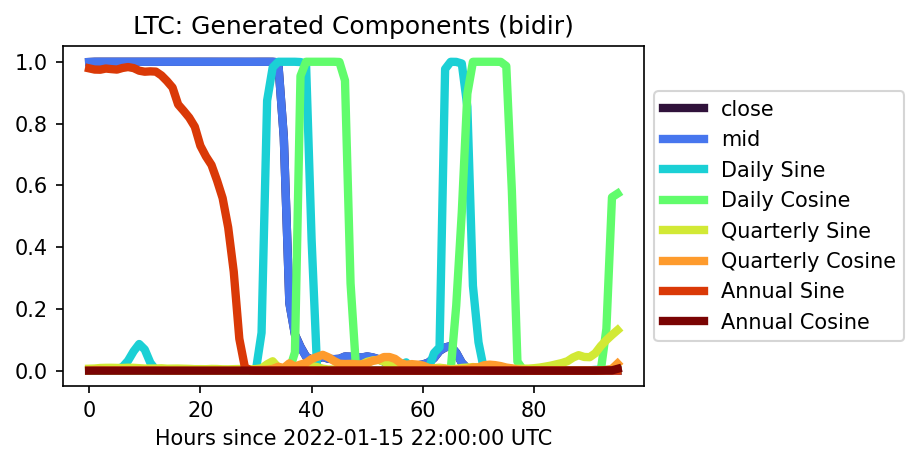 LTC: Generated Components (bidir)
1.0
0.8
0.6
0.4
0.2
0.0
0
20
40
60
80
Hours since 2022-01-15 22:00:00 UTC
close
mid
Daily Sine
Daily Cosine
Quarterly Sine
Quarterly Cosine
Annual Sine
Annual Cosine